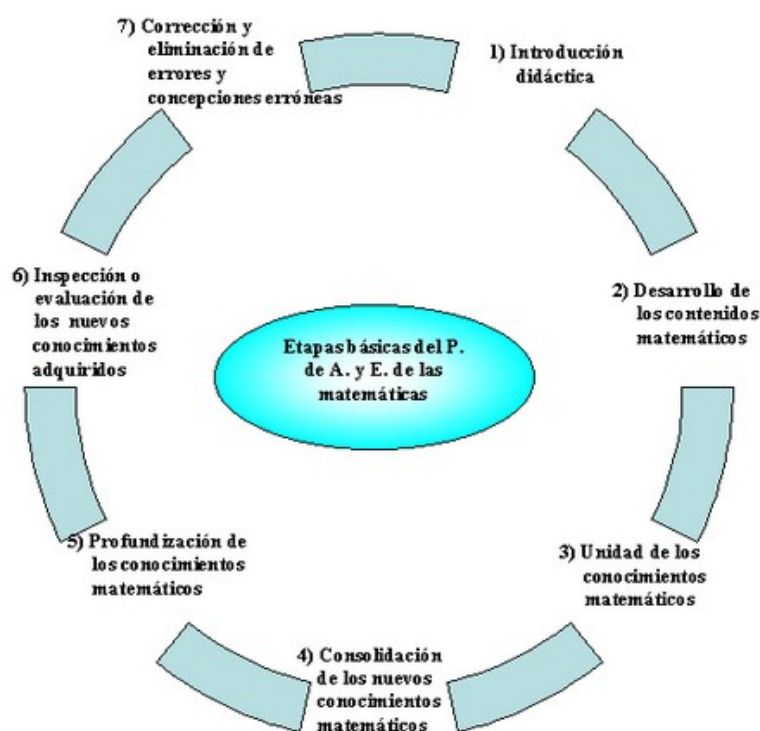 7) Corrección y
eliminación de
errores y
concepciones erróneas
1) Introducción
didáctica
6) Inspección o
evaluación de
los nuevos
conocimientos
adquiridos
2) Desarrollo de
los contenidos
matemáticos
Etapas básicas del P.
de A. y E. de las
matemáticas
5) Profundización de
los conocimientos
matemáticos
3) Unidad de los
conocimientos
matemáticos
4) Consolidación
de los nuevos
conocimientos
matemáticos